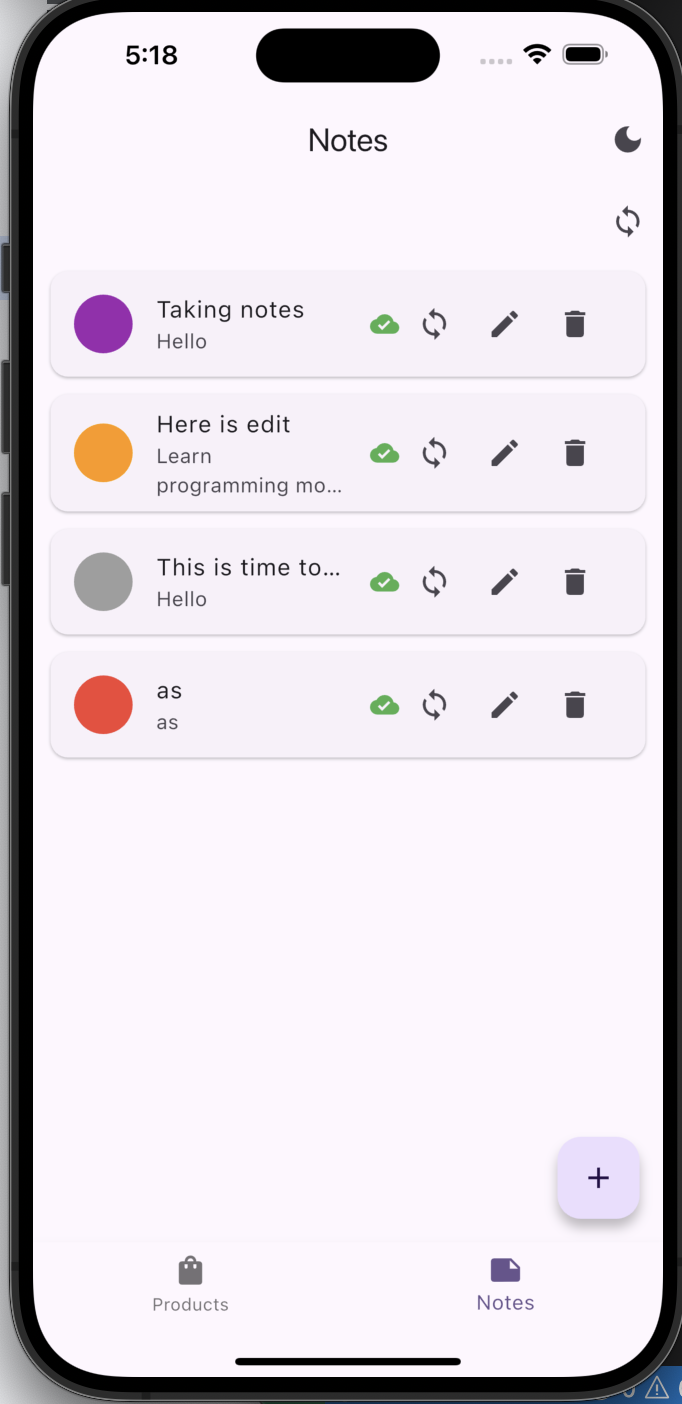 5:18
Notes
Taking notes
Hello
Here is edit
Learn
programming mo...
This is time to...
Hello
as
as
Products
Notes